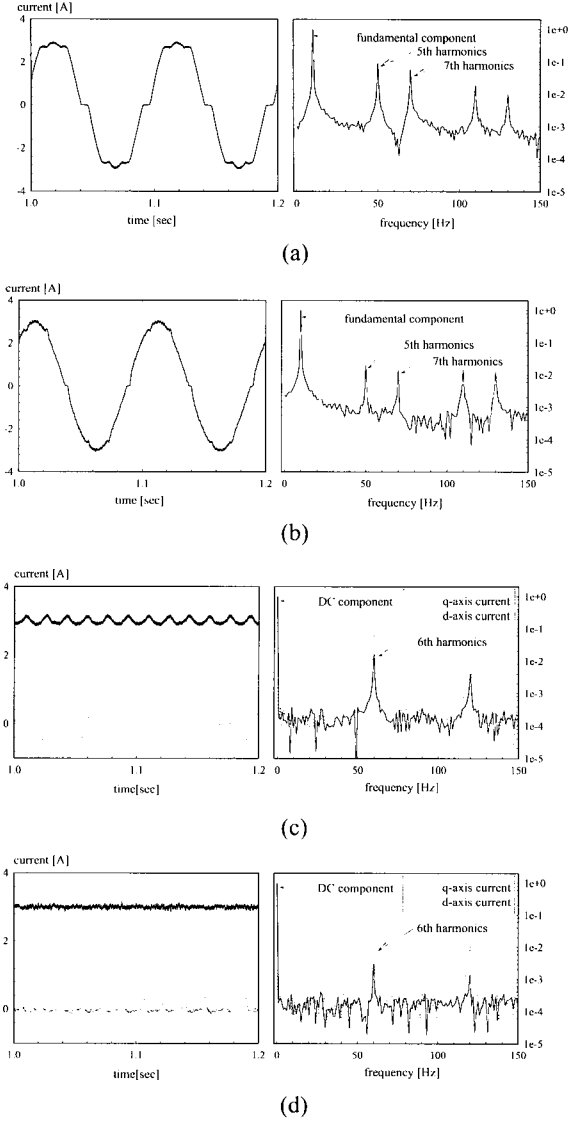 current [A]
4
2
0
-2
-4
1.0
1.1
1.2
time [sec]
fundamental component
5th harmonics
7th harmonics
1e+0
1e-1
1e-2
1e-3
1e-4
1e-5
0
50
100
150
frequency [Hz]
(a)
current [A]
4
2
0
-2
-4
1.0
1.1
1.2
time [sec]
fundamental component
5th harmonics
7th harmonics
1e+0
1e-1
1e-2
1e-3
1e-4
1e-5
0
50
100
150
frequency [Hz]
(b)
current [A]
4
2
0
1.0
1.1
1.2
time[sec]
DC component
q-axis current
d-axis current
6th harmonics
1e+0
1e-1
1e-2
1e-3
1e-4
1e-5
50
100
150
frequency [Hz]
(c)
current [A]
4
2
0
1.0
1.1
1.2
time[sec]
DC component
q-axis current
d-axis current
6th harmonics
1e+0
1e-1
1e-2
1e-3
1e-4
1e-5
0
50
100
150
frequency [Hz]
(d)